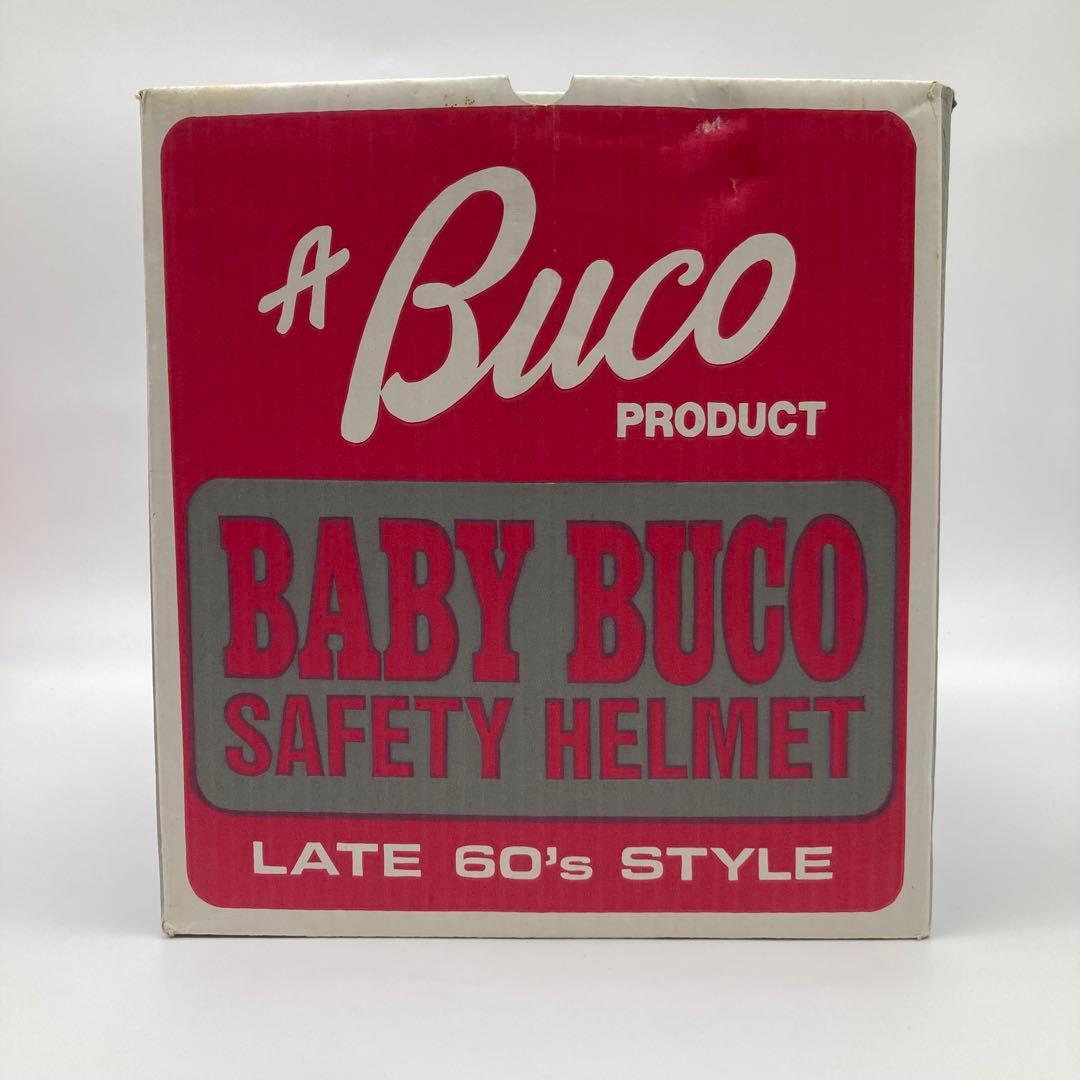 A Buco
PRODUCT
BABY BUCO
SAFETY HELMET
LATE 60's STYLE